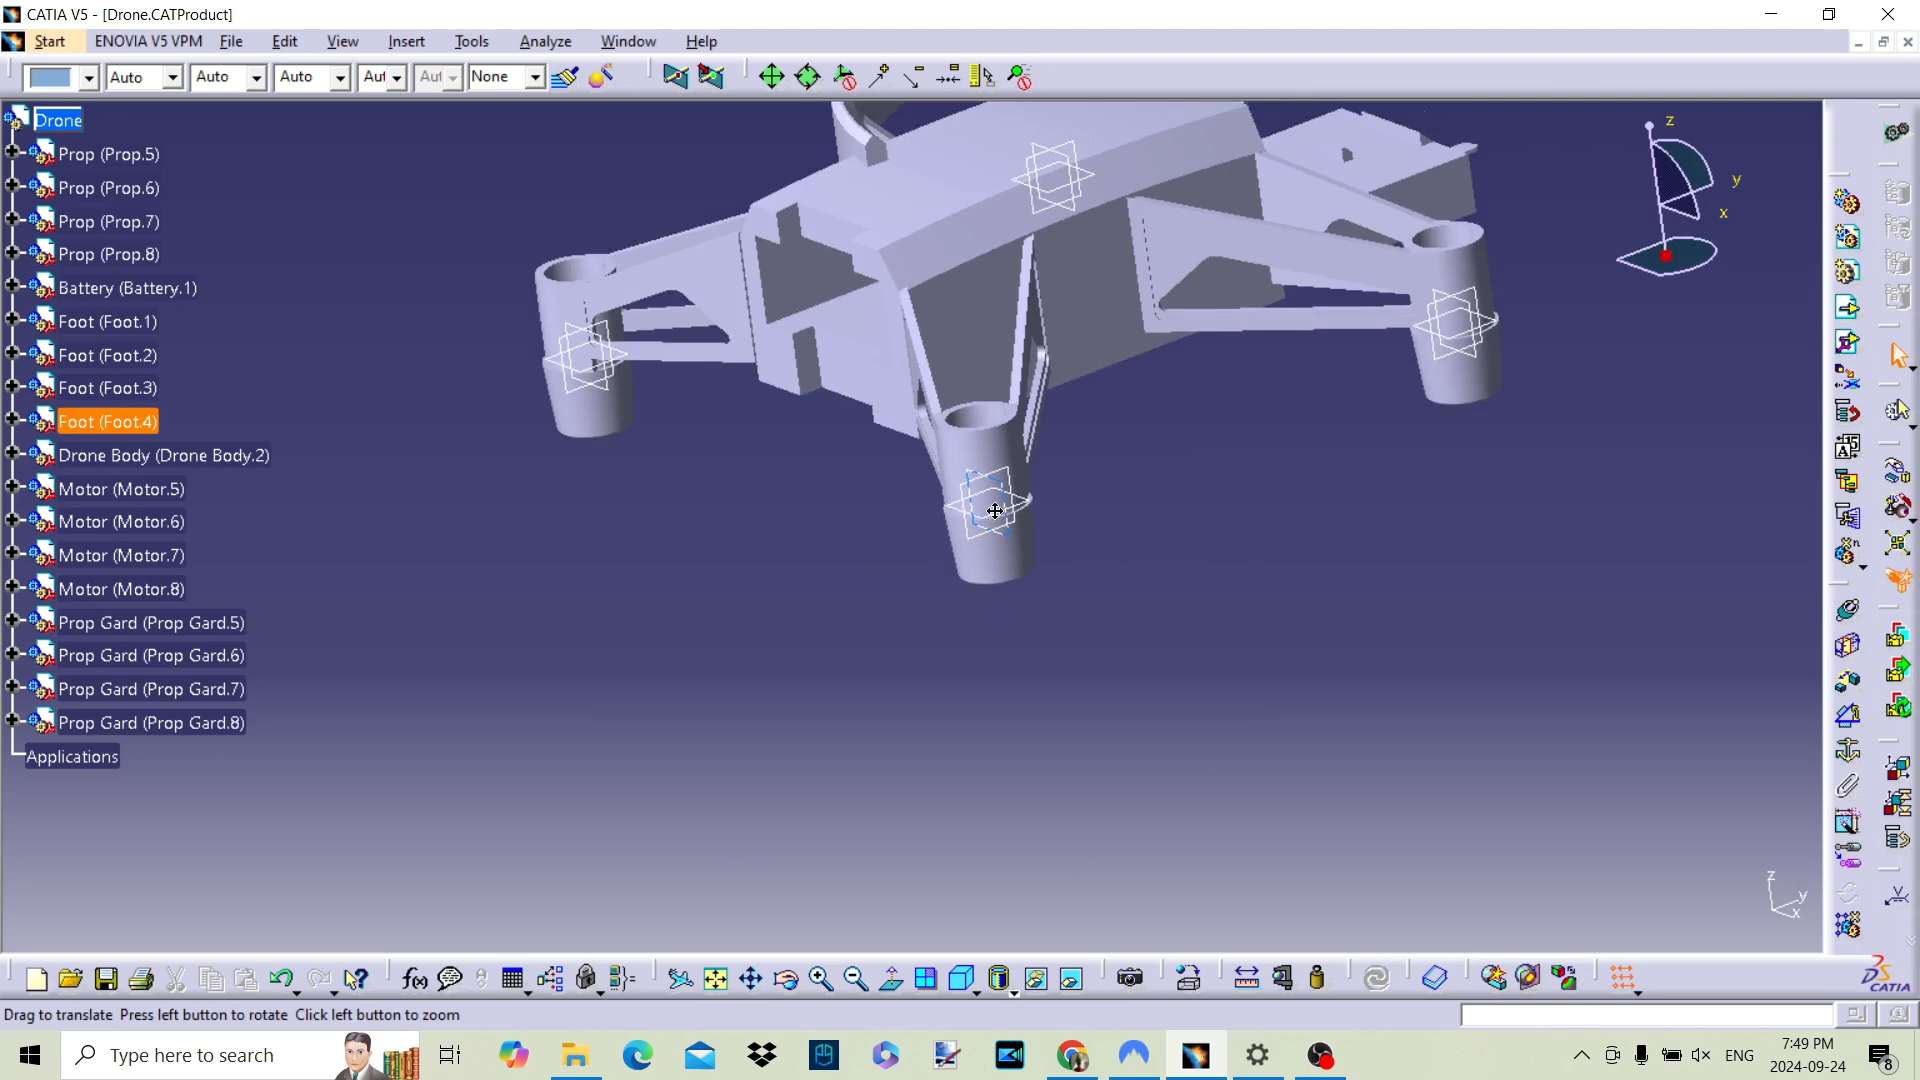 CATIA V5 - [Drone.CATProduct]
Start ENOVIA V5 VPM File Edit View Insert Tools Analyze Window Help
Auto Auto Auto Aut Aut None
Drone
Prop (Prop.5)
Prop (Prop.6)
Prop (Prop.7)
Prop (Prop.8)
Battery (Battery.1)
Foot (Foot.1)
Foot (Foot.2)
Foot (Foot.3)
Foot (Foot.4)
Drone Body (Drone Body.2)
Motor (Motor.5)
Motor (Motor.6)
Motor (Motor.7)
Motor (Motor.8)
Prop Gard (Prop Gard.5)
Prop Gard (Prop Gard.6)
Prop Gard (Prop Gard.7)
Prop Gard (Prop Gard.8)
Applications
z
y
x
z
y
x
f(x)
CATIA
Drag to translate Press left button to rotate Click left button to zoom
Type here to search
ENG
7:49 PM
2024-09-24
8